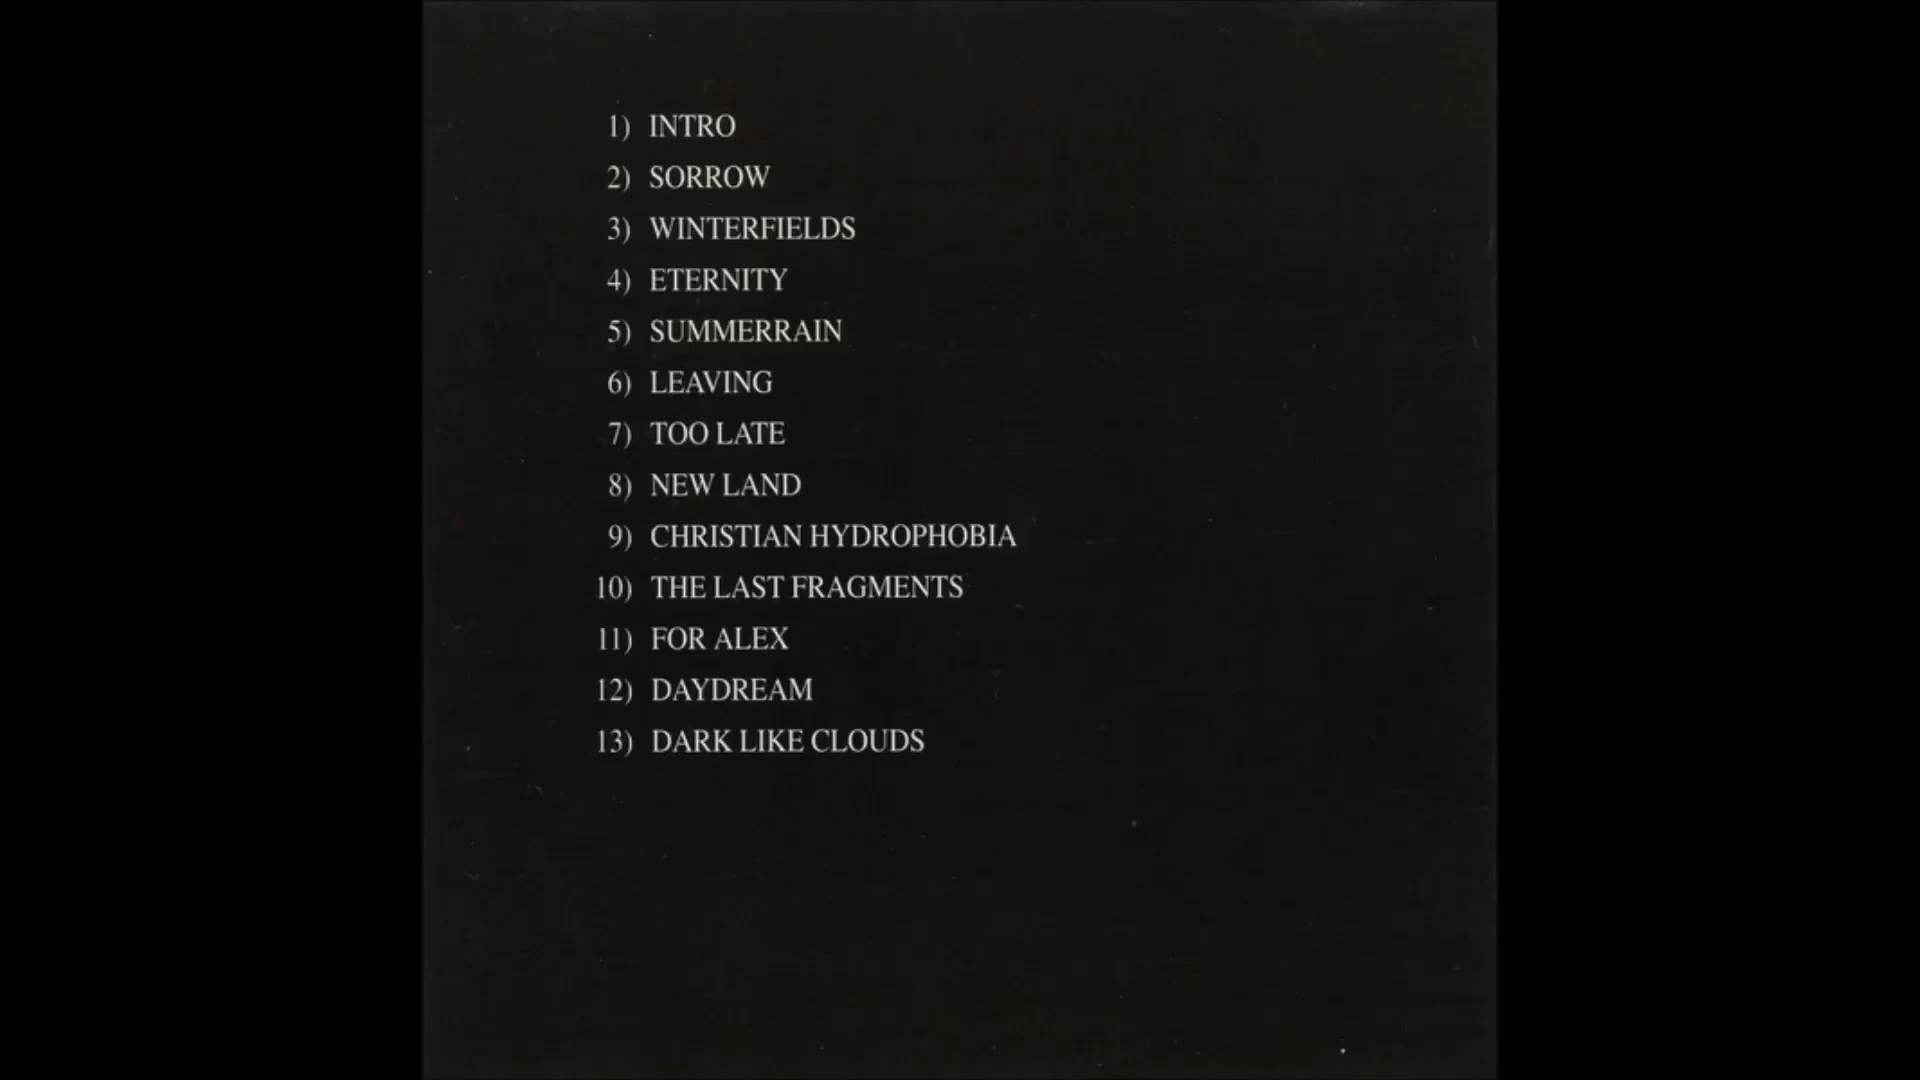 1) INTRO
2) SORROW
3) WINTERFIELDS
4) ETERNITY
5) SUMMERRAIN
6) LEAVING
7) TOO LATE
8) NEW LAND
9) CHRISTIAN HYDROPHOBIA
10) THE LAST FRAGMENTS
11) FOR ALEX
12) DAYDREAM
13) DARK LIKE CLOUDS